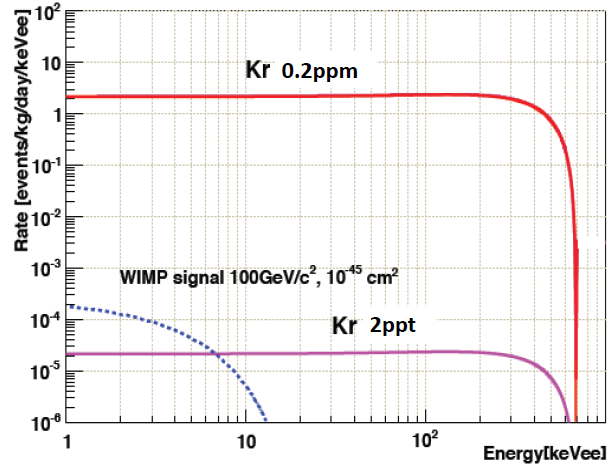 10²
10
1
10⁻¹
10⁻²
10⁻³
10⁻⁴
10⁻⁵
10⁻⁶
Rate [events/kg/day/keVee]
Kr 0.2ppm
WIMP signal 100GeV/c², 10⁻⁴⁵ cm²
Kr 2ppt
1
10
10²
Energy[keVee]